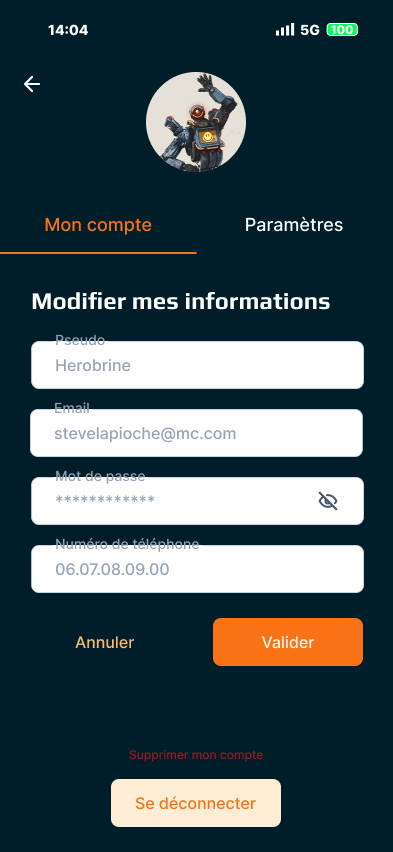 14:04 5G 100
Mon compte Paramètres
Modifier mes informations
Pseudo
Herobrine
Email
stevelapioche@mc.com
Mot de passe
************
Numéro de téléphone
06.07.08.09.00
Annuler Valider
Supprimer mon compte
Se déconnecter